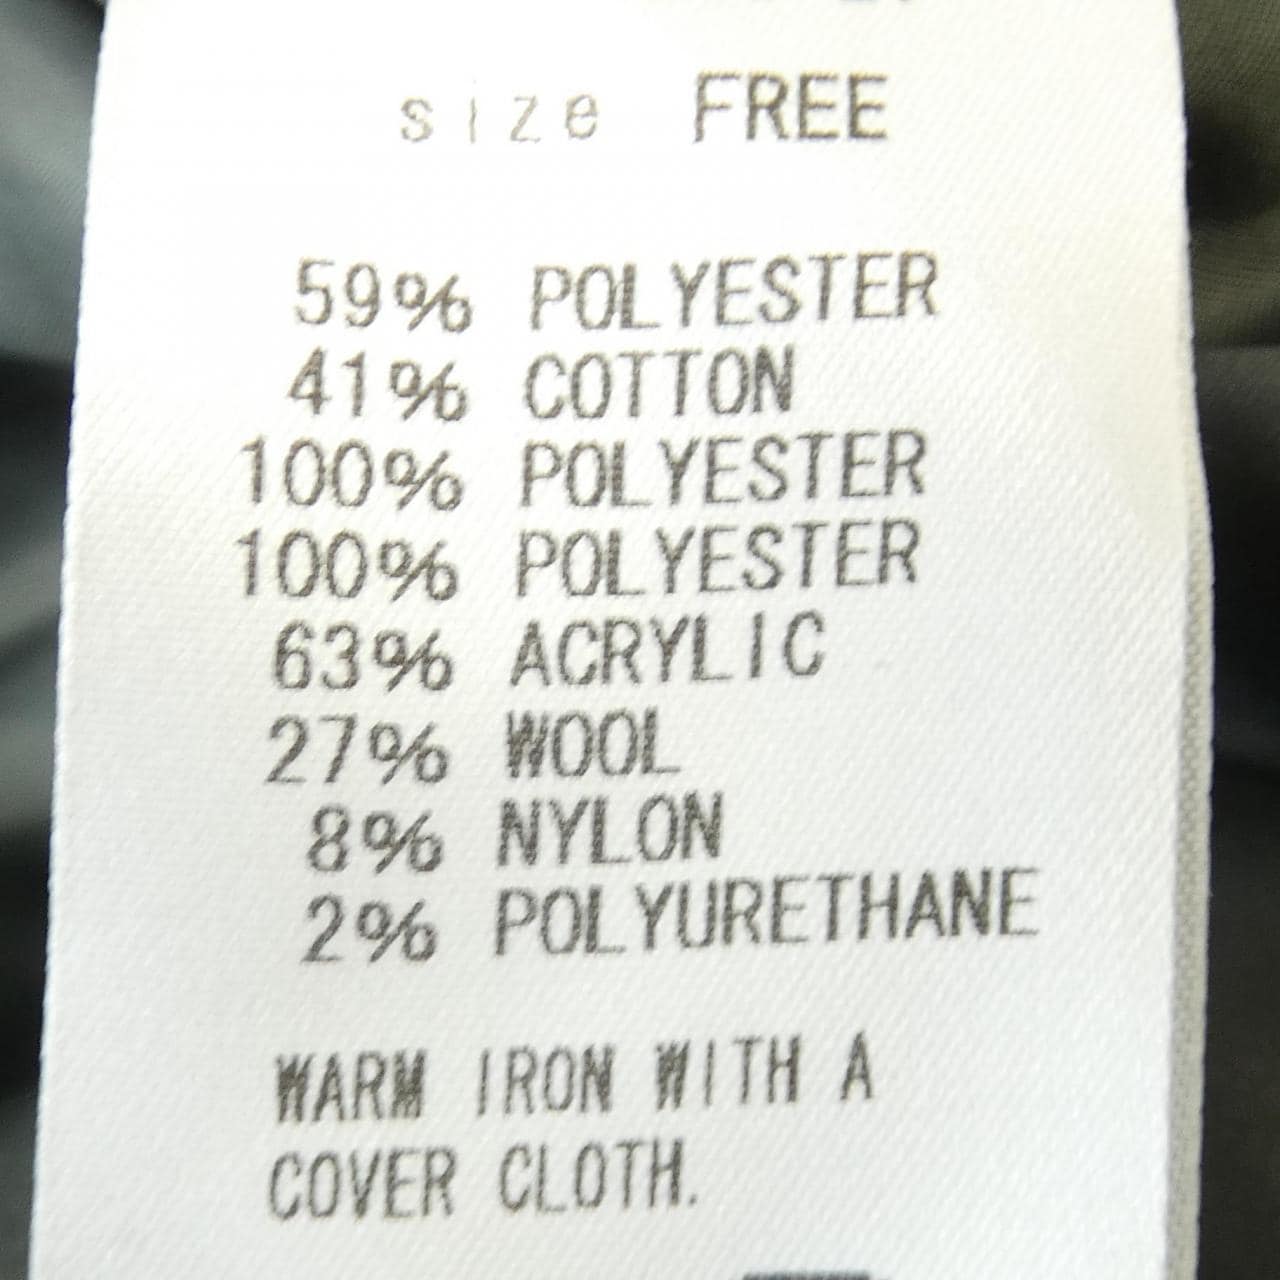 size FREE
59% POLYESTER
41% COTTON
100% POLYESTER
100% POLYESTER
63% ACRYLIC
27% WOOL
8% NYLON
2% POLYURETHANE
WARM IRON WITH A
COVER CLOTH.